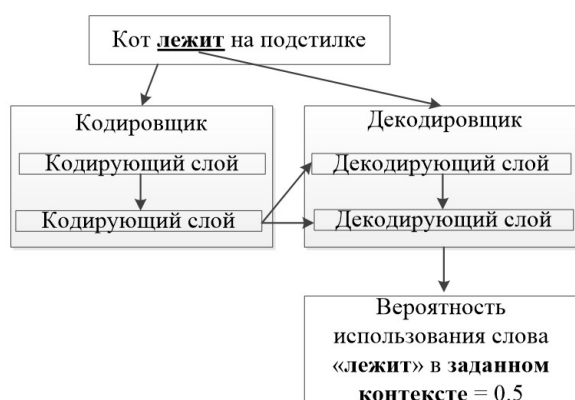 Кот лежит на подстилке
Кодировщик
Кодирующий слой
Кодирующий слой
Декодировщик
Декодирующий слой
Декодирующий слой
Вероятность
использования слова
«лежит» в заданном
контексте = 0.5